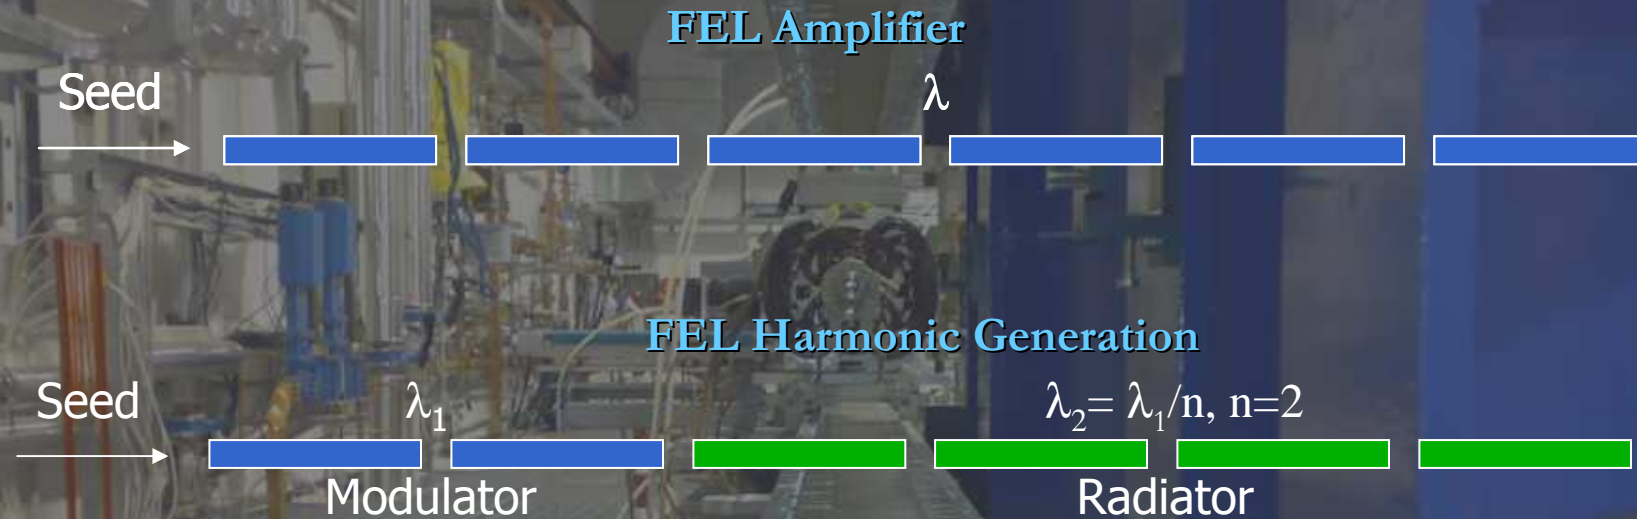 FEL Amplifier
Seed
λ
FEL Harmonic Generation
Seed
λ₁
λ₂= λ₁/n, n=2
Modulator
Radiator